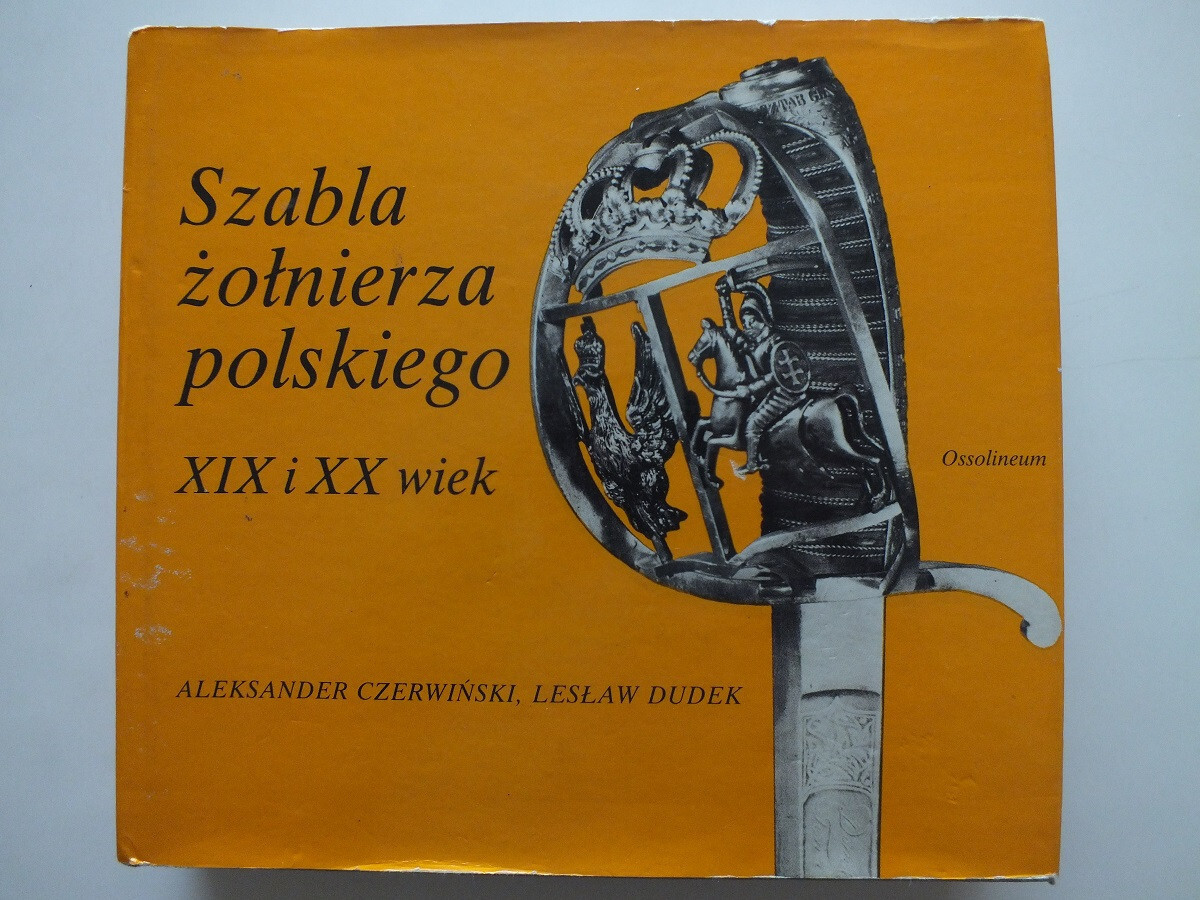 Szabla
żołnierza
polskiego
XIX i XX wiek
Ossolineum
ALEKSANDER CZERWIŃSKI, LESŁAW DUDEK